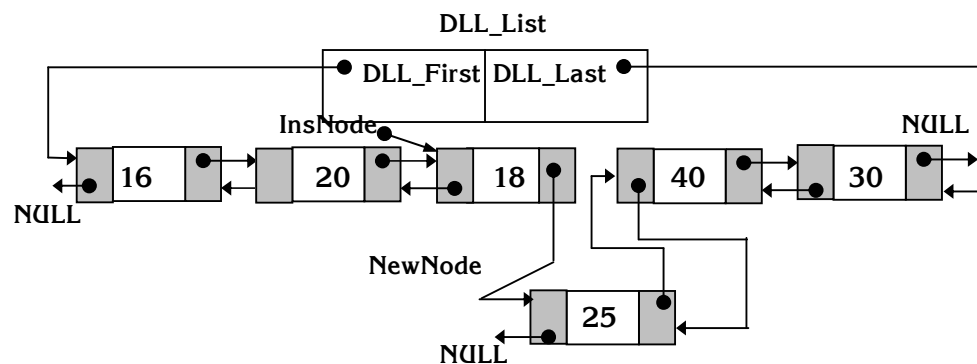 DLL_List
DLL_First DLL_Last
InsNode
NULL
16 20 18 40 30
NULL
NewNode
25
NULL